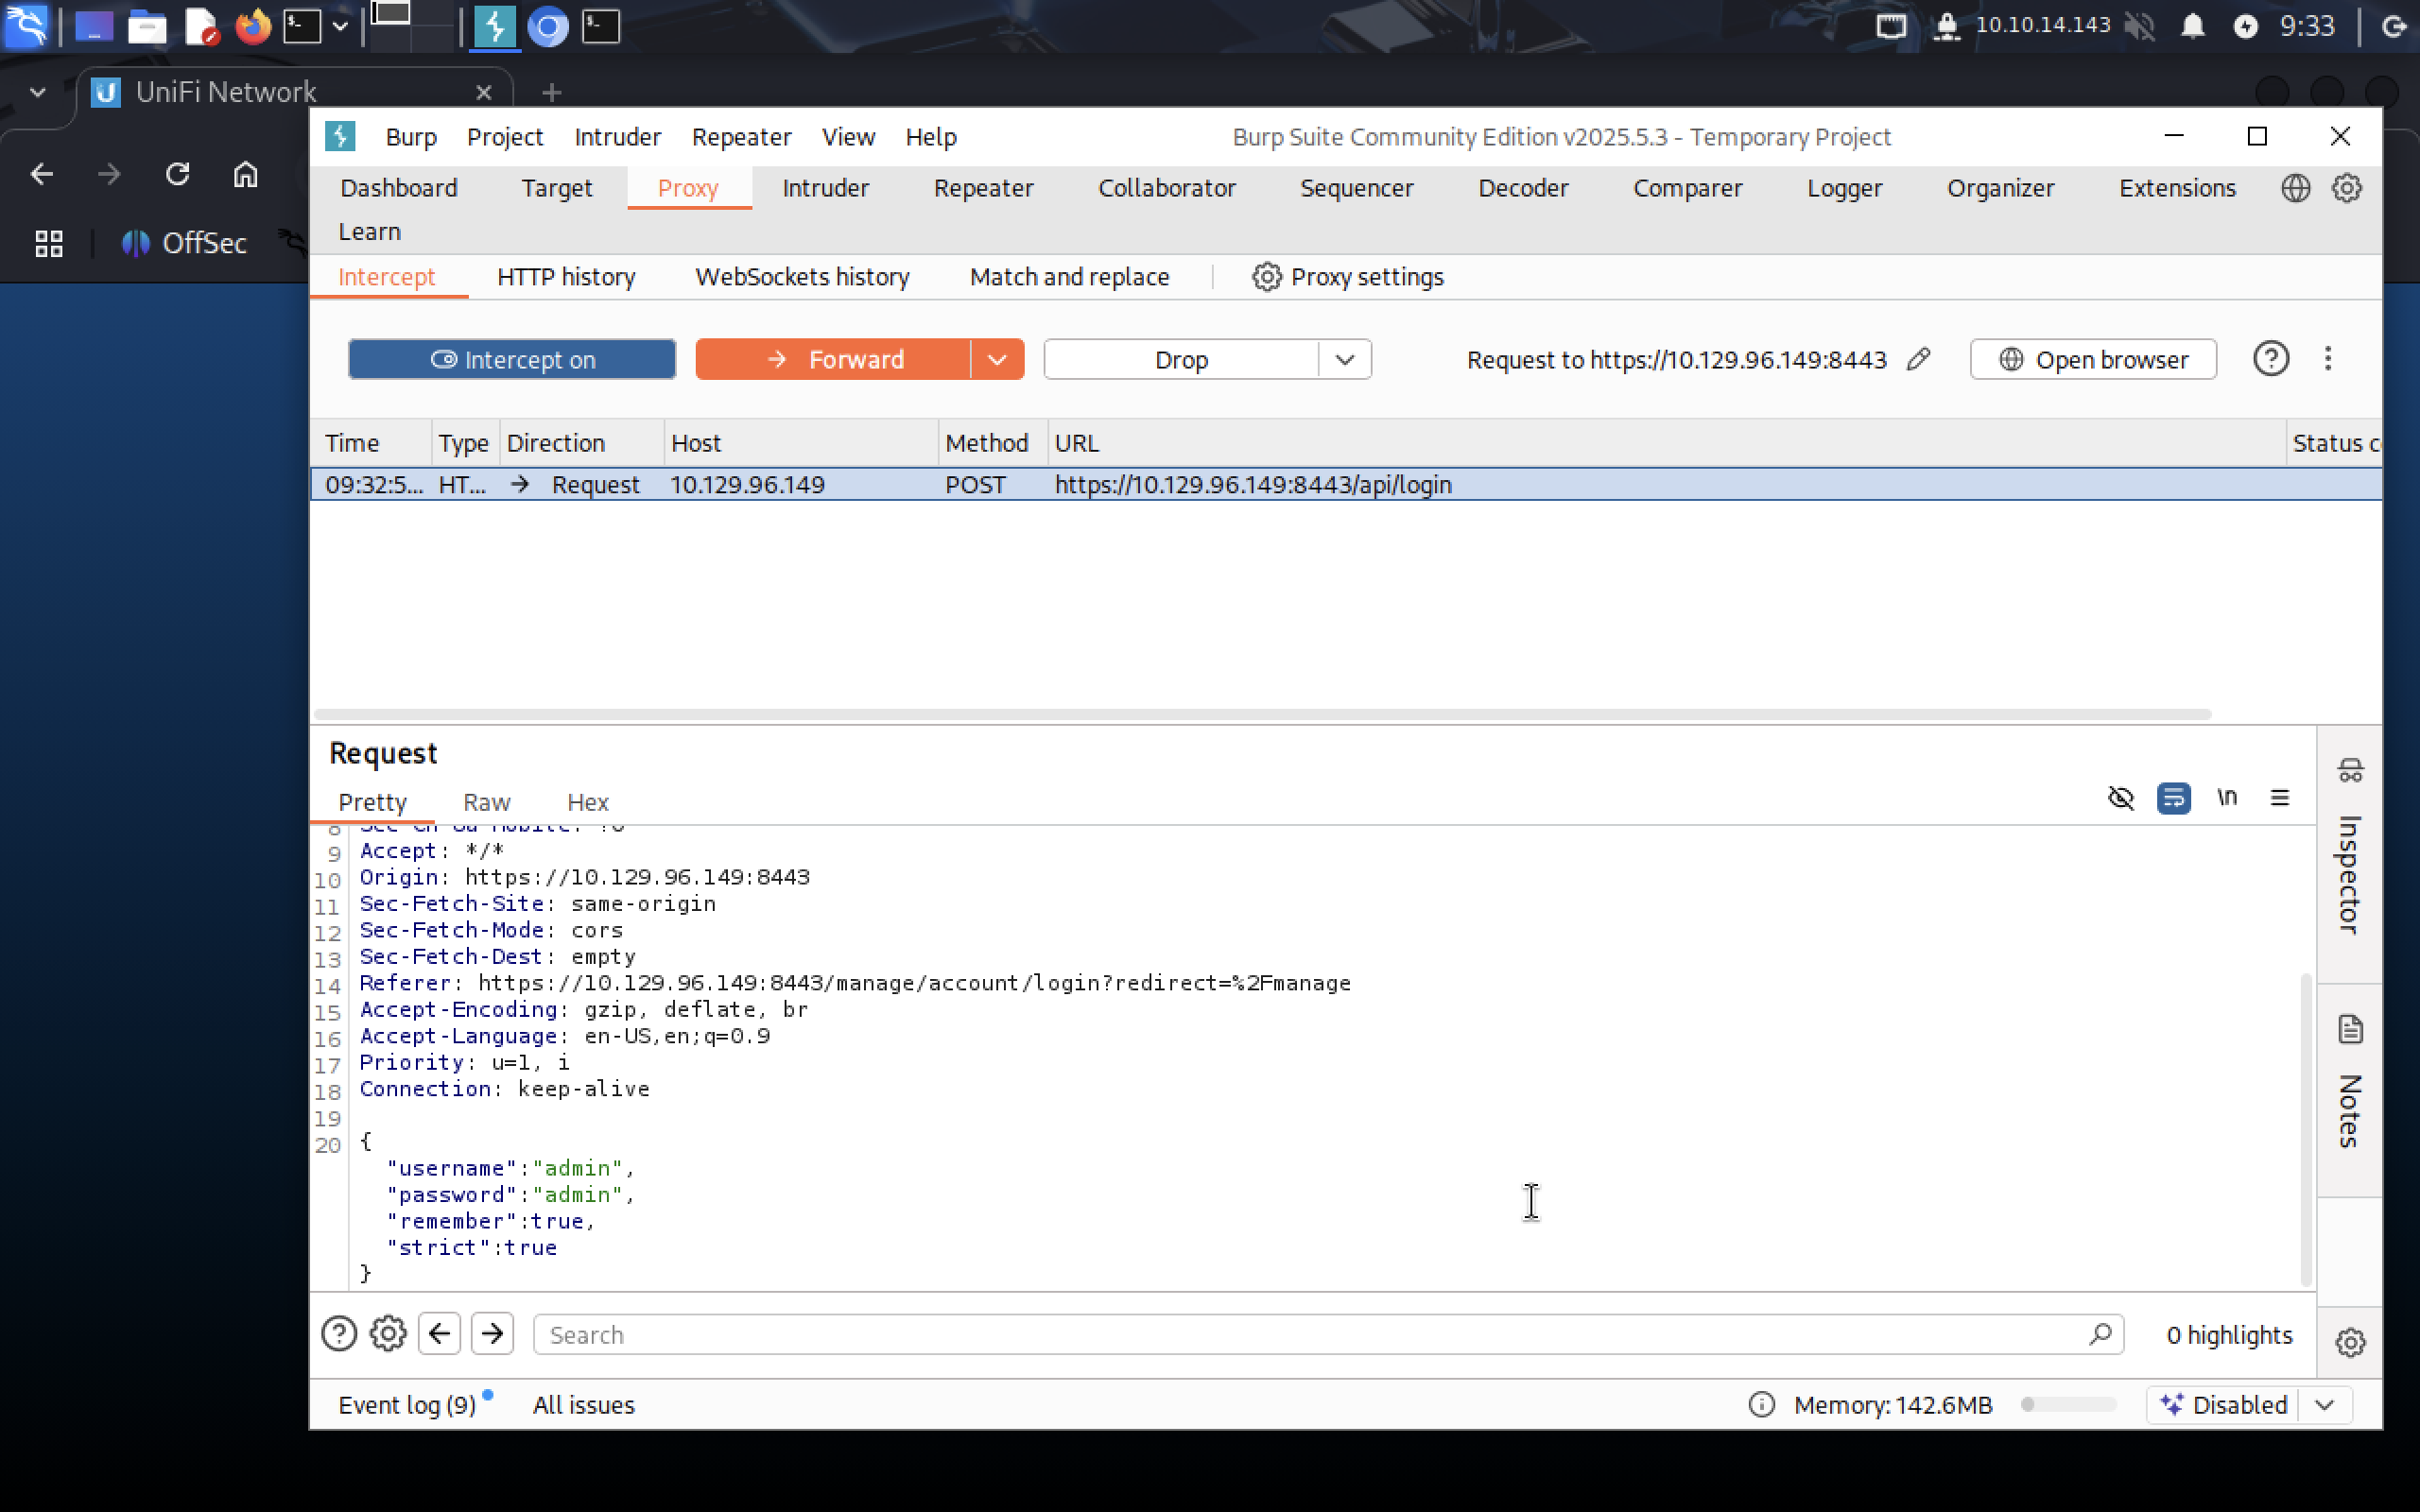 10.10.14.143 9:33
UniFi Network
OffSec
Burp Project Intruder Repeater View Help Burp Suite Community Edition v2025.5.3 - Temporary Project
Dashboard Target Proxy Intruder Repeater Collaborator Sequencer Decoder Comparer Logger Organizer Extensions
Learn
Intercept HTTP history WebSockets history Match and replace Proxy settings
Intercept on Forward Drop Request to https://10.129.96.149:8443 Open browser
Time Type Direction Host Method URL Status c
09:32:5... HT... Request 10.129.96.149 POST https://10.129.96.149:8443/api/login
Request
Pretty Raw Hex \n
9 Accept: */*
10 Origin: https://10.129.96.149:8443
11 Sec-Fetch-Site: same-origin
12 Sec-Fetch-Mode: cors
13 Sec-Fetch-Dest: empty
14 Referer: https://10.129.96.149:8443/manage/account/login?redirect=%2Fmanage
15 Accept-Encoding: gzip, deflate, br
16 Accept-Language: en-US,en;q=0.9
17 Priority: u=1, i
18 Connection: keep-alive
19
20 {
"username":"admin",
"password":"admin",
"remember":true,
"strict":true
}
Inspector
Notes
Search 0 highlights
Event log (9) All issues Memory: 142.6MB Disabled